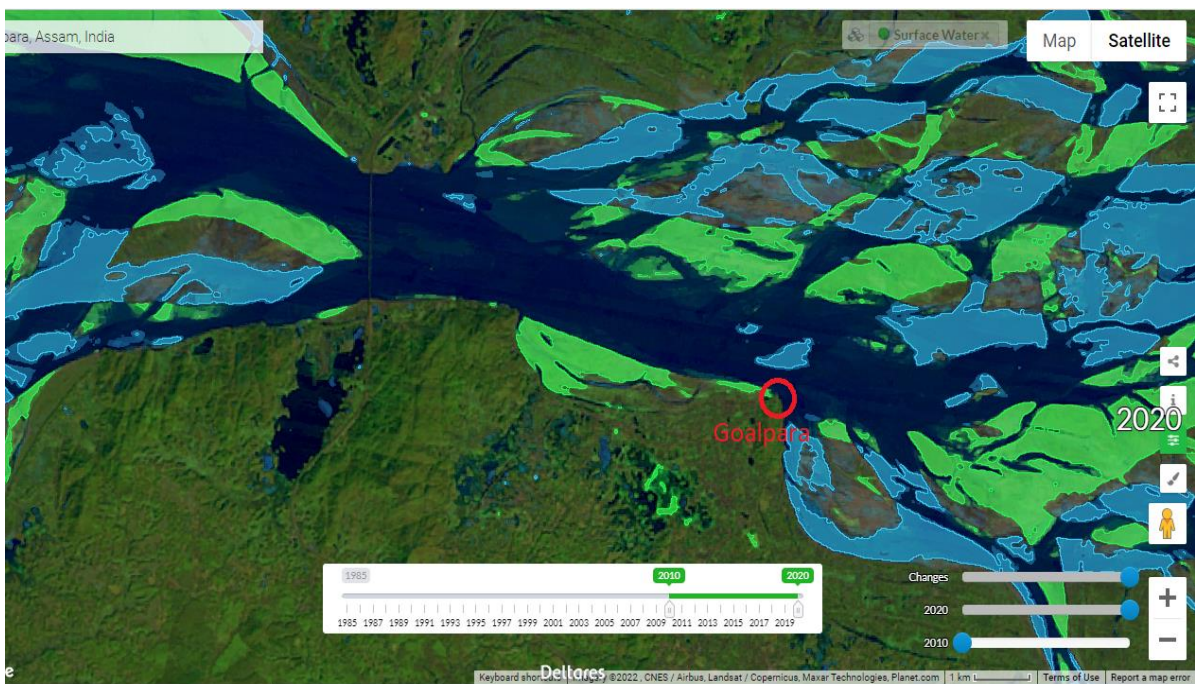 para, Assam, India
Surface Water×
Map
Satellite
2020
Goalpara
1985
2010
2020
1985 1987 1989 1991 1993 1995 1997 1999 2001 2003 2005 2007 2009 2011 2013 2015 2017 2019
Changes
2020
2010
Deltares
Keyboard shortcuts
©2022 , CNES / Airbus, Landsat / Copernicus, Maxar Technologies, Planet.com
1 km
Terms of Use
Report a map error